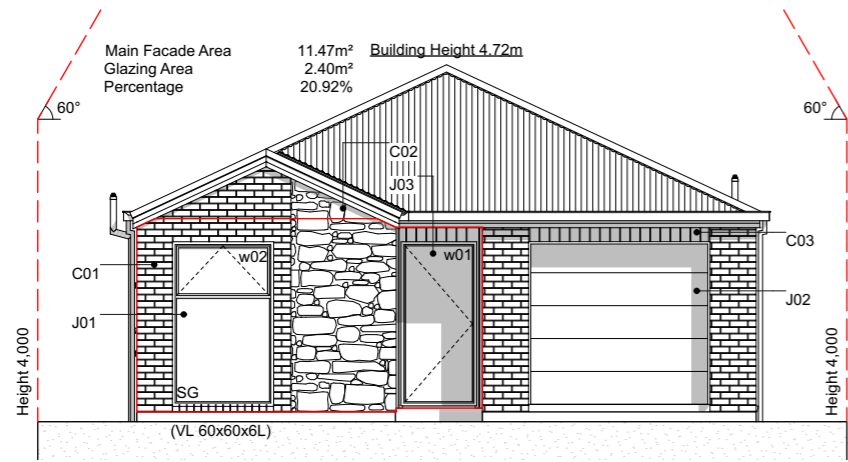 Main Facade Area 11.47m² Building Height 4.72m
Glazing Area 2.40m²
Percentage 20.92%
60°
60°
C02
J03
w02
w01
C03
C01
J02
J01
SG
Height 4,000
Height 4,000
(VL 60x60x6L)